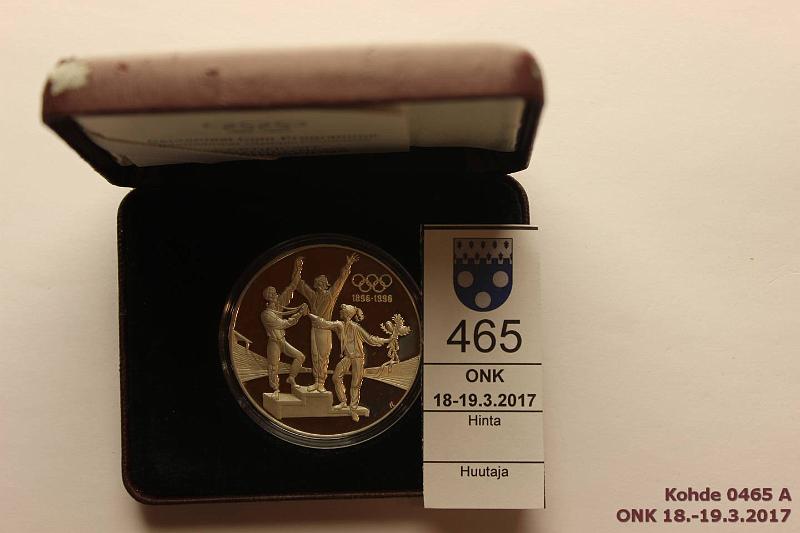 1896-1996
465
ONK
18-19.3.2017
Hinta
Huutaja
Kohde 0465 A
ONK 18.-19.3.2017